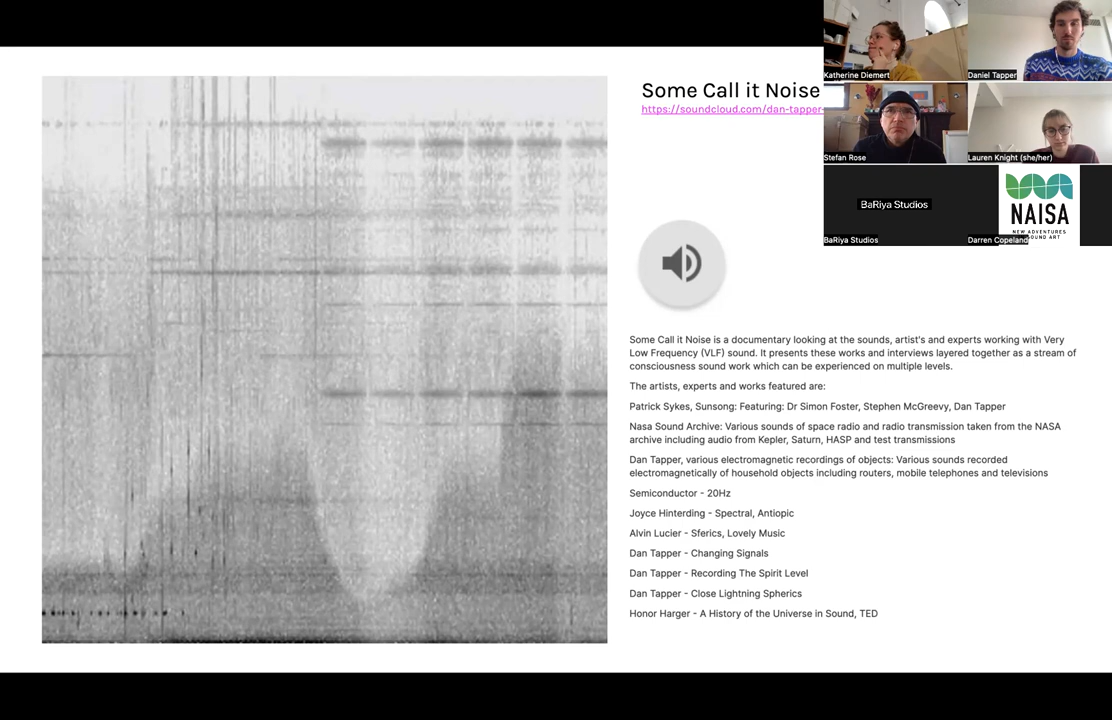 Some Call it Noise
https://soundcloud.com/dan-tapper-
Some Call it Noise is a documentary looking at the sounds, artist's and experts working with Very
Low Frequency (VLF) sound. It presents these works and interviews layered together as a stream of
consciousness sound work which can be experienced on multiple levels.
The artists, experts and works featured are:
Patrick Sykes, Sunsong: Featuring: Dr Simon Foster, Stephen McGreevy, Dan Tapper
Nasa Sound Archive: Various sounds of space radio and radio transmission taken from the NASA
archive including audio from Kepler, Saturn, HASP and test transmissions
Dan Tapper, various electromagnetic recordings of objects: Various sounds recorded
electromagnetically of household objects including routers, mobile telephones and televisions
Semiconductor - 20Hz
Joyce Hinterding - Spectral, Antiopic
Alvin Lucier - Sferics, Lovely Music
Dan Tapper - Changing Signals
Dan Tapper - Recording The Spirit Level
Dan Tapper - Close Lightning Spherics
Honor Harger - A History of the Universe in Sound, TED
Katherine Diemert
Daniel Tapper
Stefan Rose
Lauren Knight (she/her)
BaRiya Studios
BaRiya Studios
NAISA
NEW ADVENTURES
SOUND ART
Darren Copeland